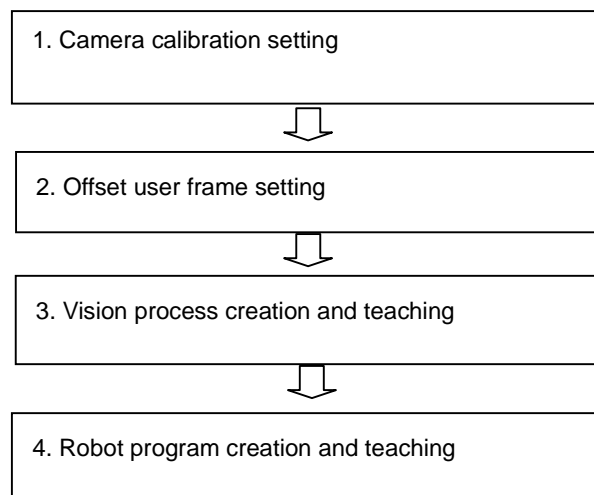 1. Camera calibration setting
2. Offset user frame setting
3. Vision process creation and teaching
4. Robot program creation and teaching